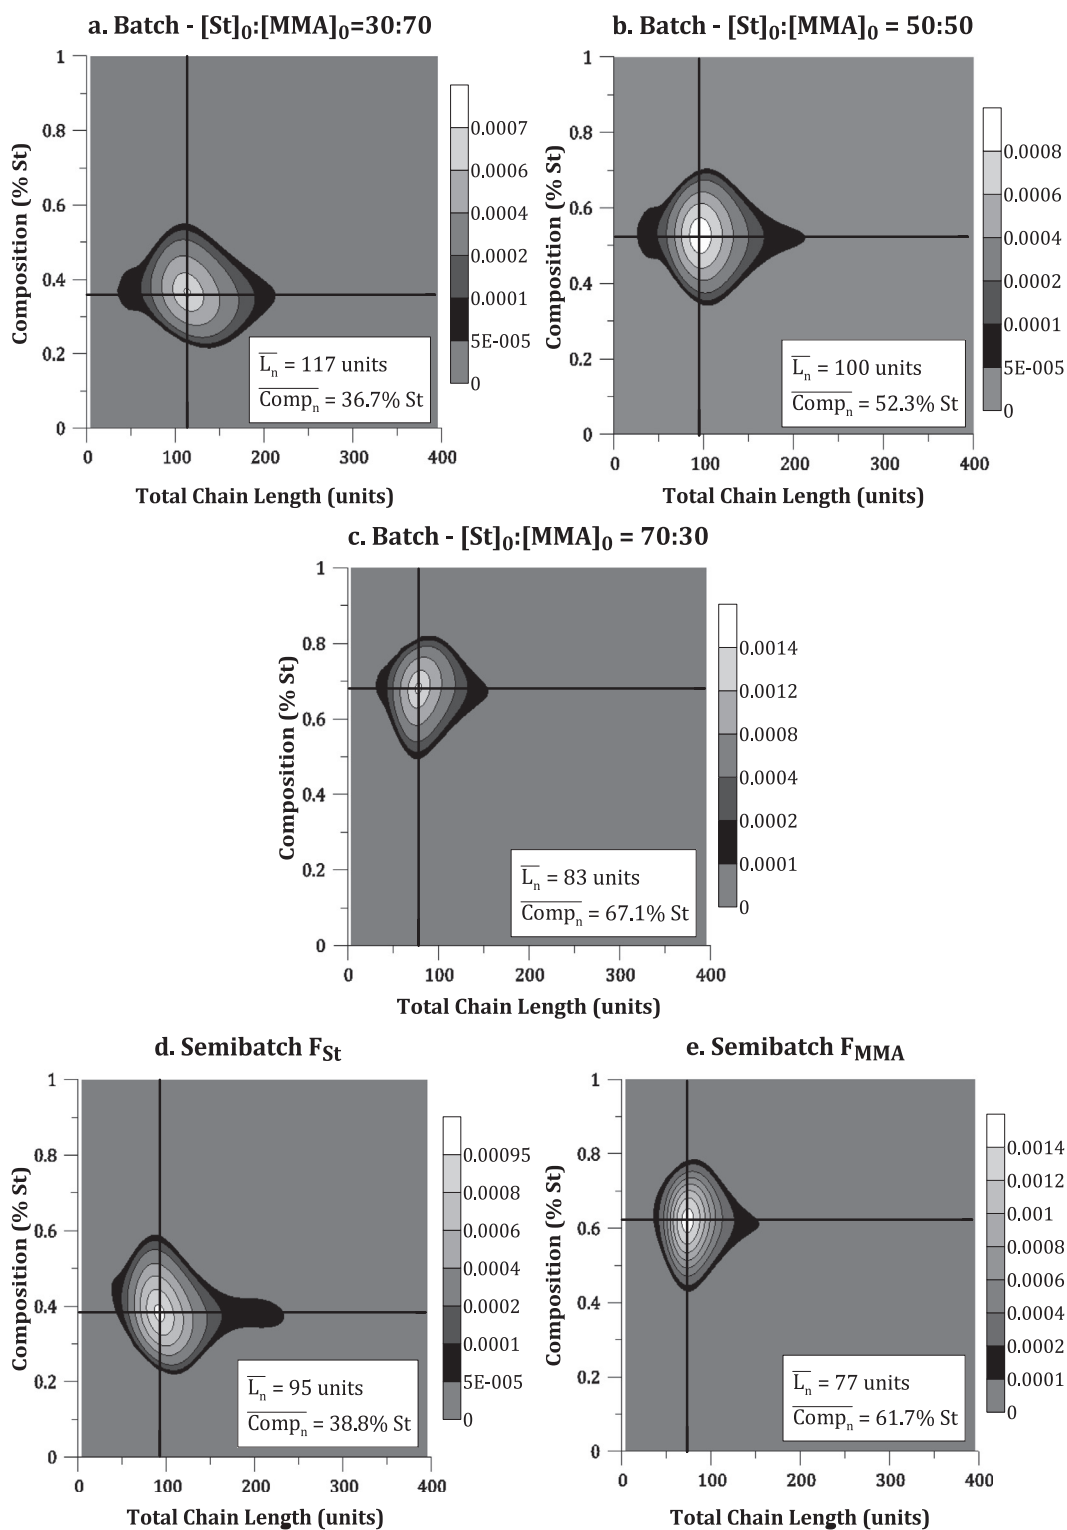 a. Batch - [St]0:[MMA]0=30:70
1
0.8
0.6
0.4
0.2
0
Composition (% St)
0 100 200 300 400
Total Chain Length (units)
0.0007
0.0006
0.0004
0.0002
0.0001
5E-005
0
Ln = 117 units
Compn = 36.7% St
b. Batch - [St]0:[MMA]0 = 50:50
1
0.8
0.6
0.4
0.2
0
Composition (% St)
0 100 200 300 400
Total Chain Length (units)
0.0008
0.0006
0.0004
0.0002
0.0001
5E-005
0
Ln = 100 units
Compn = 52.3% St
c. Batch - [St]0:[MMA]0 = 70:30
1
0.8
0.6
0.4
0.2
0
Composition (% St)
0 100 200 300 400
Total Chain Length (units)
0.0014
0.0012
0.0008
0.0004
0.0002
0.0001
0
Ln = 83 units
Compn = 67.1% St
d. Semibatch FSt
1
0.8
0.6
0.4
0.2
0
Composition (% St)
0 100 200 300 400
Total Chain Length (units)
0.00095
0.0008
0.0006
0.0004
0.0002
0.0001
5E-005
0
Ln = 95 units
Compn = 38.8% St
e. Semibatch FMMA
1
0.8
0.6
0.4
0.2
0
Composition (% St)
0 100 200 300 400
Total Chain Length (units)
0.0014
0.0012
0.001
0.0008
0.0006
0.0004
0.0002
0.0001
0
Ln = 77 units
Compn = 61.7% St